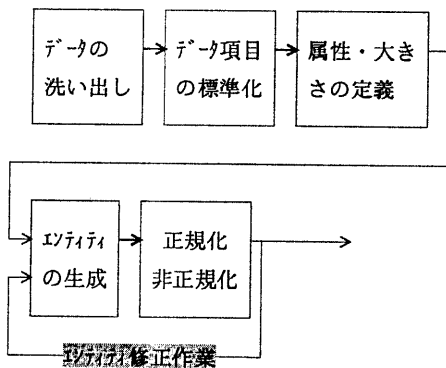 ﾃﾞｰﾀの
洗い出し
ﾃﾞｰﾀ項目
の標準化
属性・大き
さの定義
ｴﾝﾃｨﾃｨ
の生成
正規化
非正規化
ｴﾝﾃｨﾃｨ修正作業